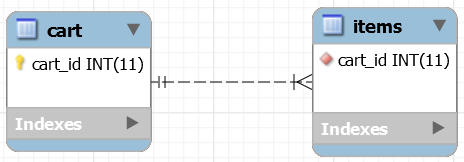 cart
cart_id INT(11)
Indexes
items
cart_id INT(11)
Indexes